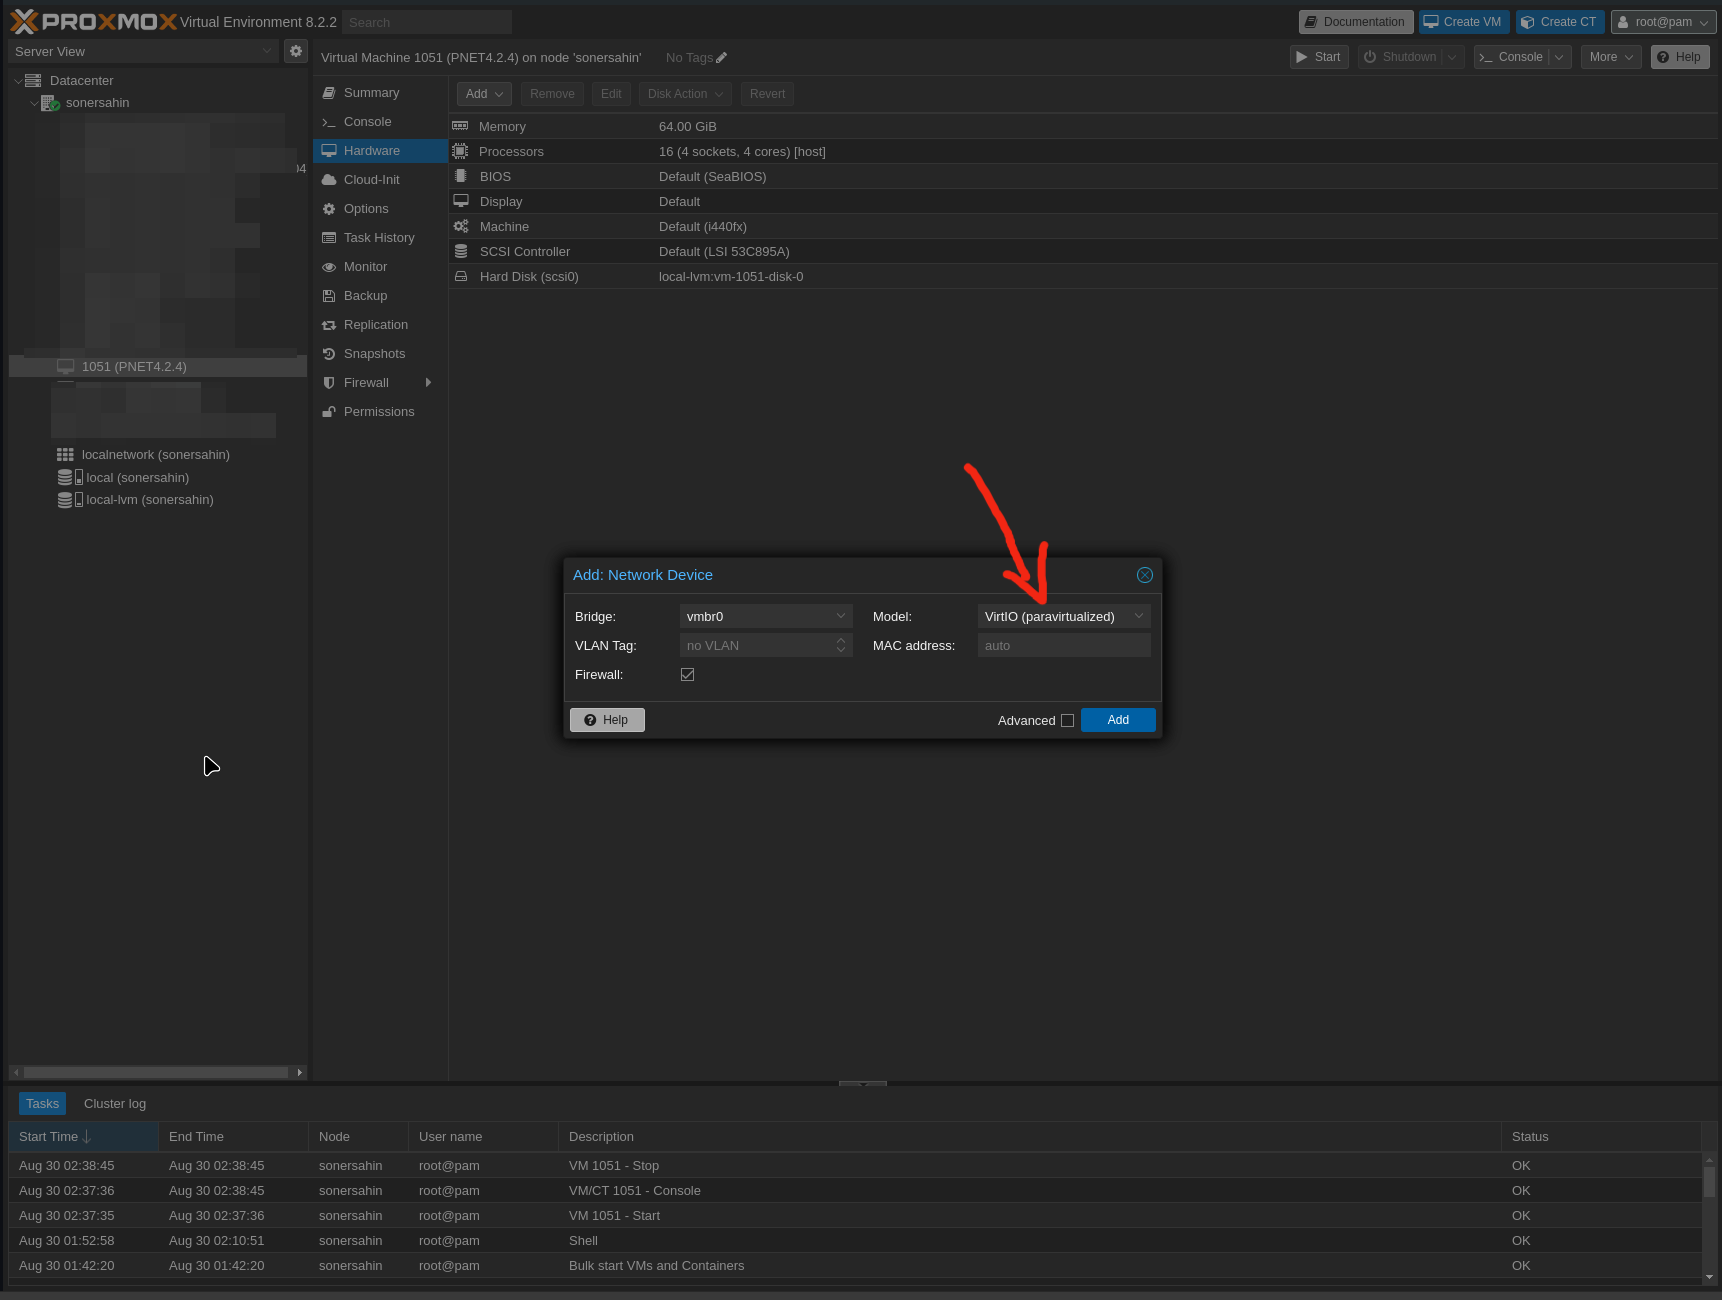 PROXMOX Virtual Environment 8.2.2 Search Documentation Create VM Create CT root@pam
Server View
Virtual Machine 1051 (PNET4.2.4) on node 'sonersahin' No Tags Start Shutdown Console More Help
Datacenter
sonersahin
04
1051 (PNET4.2.4)
localnetwork (sonersahin)
local (sonersahin)
local-lvm (sonersahin)
Summary
Console
Hardware
Cloud-Init
Options
Task History
Monitor
Backup
Replication
Snapshots
Firewall
Permissions
Add Remove Edit Disk Action Revert
Memory 64.00 GiB
Processors 16 (4 sockets, 4 cores) [host]
BIOS Default (SeaBIOS)
Display Default
Machine Default (i440fx)
SCSI Controller Default (LSI 53C895A)
Hard Disk (scsi0) local-lvm:vm-1051-disk-0
Add: Network Device
Bridge: vmbr0 Model: VirtIO (paravirtualized)
VLAN Tag: no VLAN MAC address: auto
Firewall:
Help Advanced Add
Tasks Cluster log
Start Time End Time Node User name Description Status
Aug 30 02:38:45 Aug 30 02:38:45 sonersahin root@pam VM 1051 - Stop OK
Aug 30 02:37:36 Aug 30 02:38:45 sonersahin root@pam VM/CT 1051 - Console OK
Aug 30 02:37:35 Aug 30 02:37:36 sonersahin root@pam VM 1051 - Start OK
Aug 30 01:52:58 Aug 30 02:10:51 sonersahin root@pam Shell OK
Aug 30 01:42:20 Aug 30 01:42:20 sonersahin root@pam Bulk start VMs and Containers OK